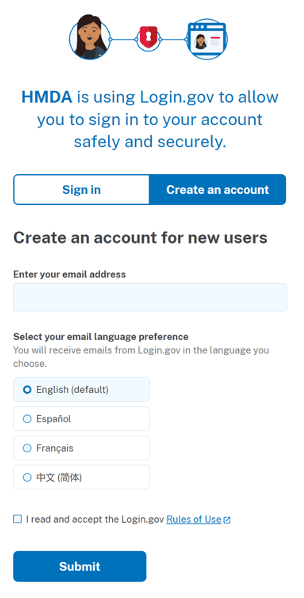 HMDA is using Login.gov to allow
you to sign in to your account
safely and securely.
Sign in
Create an account
Create an account for new users
Enter your email address
Select your email language preference
You will receive emails from Login.gov in the language you
choose.
English (default)
Español
Français
中文 (简体)
I read and accept the Login.gov Rules of Use
Submit